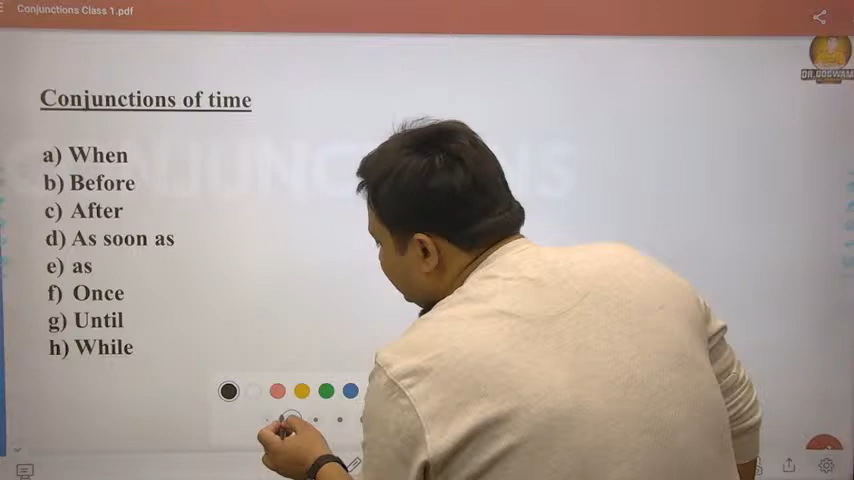 Conjunctions Class 1.pdf
DR.GOSWAMI
Conjunctions of time
a) When
b) Before
c) After
d) As soon as
e) as
f) Once
g) Until
h) While